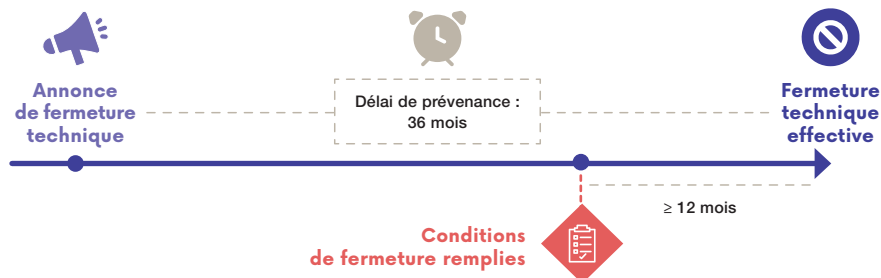 Annonce
de fermeture
technique
Délai de prévenance :
36 mois
Fermeture
technique
effective
≥ 12 mois
Conditions
de fermeture remplies